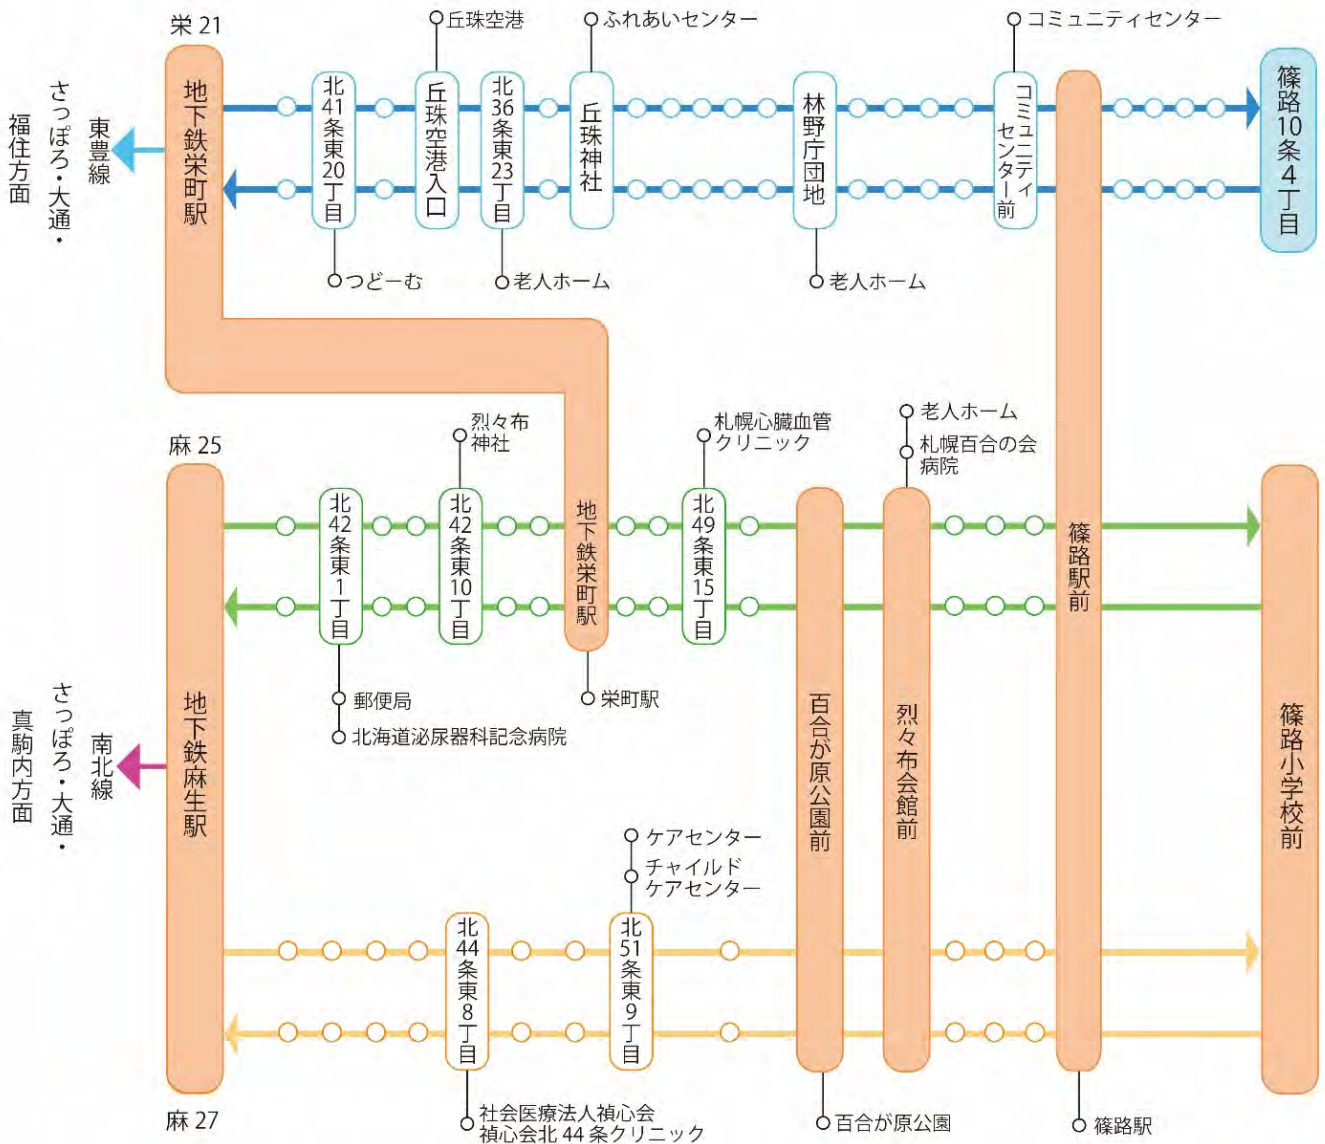 栄 21
丘珠空港
ふれあいセンター
コミュニティセンター
福住方面
さっぽろ・大通・
東豊線
地下鉄栄町駅
北41条東20丁目
丘珠空港入口
北36条東23丁目
丘珠神社
林野庁団地
コミュニティ
センター前
篠路10条4丁目
つどーむ
老人ホーム
老人ホーム
麻 25
烈々布
神社
札幌心臓血管
クリニック
老人ホーム
札幌百合の会
病院
北42条東1丁目
北42条東10丁目
地下鉄栄町駅
北49条東15丁目
篠路駅前
郵便局
北海道泌尿器科記念病院
栄町駅
真駒内方面
さっぽろ・大通・
南北線
地下鉄麻生駅
百合が原公園前
烈々布会館前
篠路小学校前
ケアセンター
チャイルド
ケアセンター
北44条東8丁目
北51条東9丁目
麻 27
社会医療法人禎心会
禎心会北 44 条クリニック
百合が原公園
篠路駅